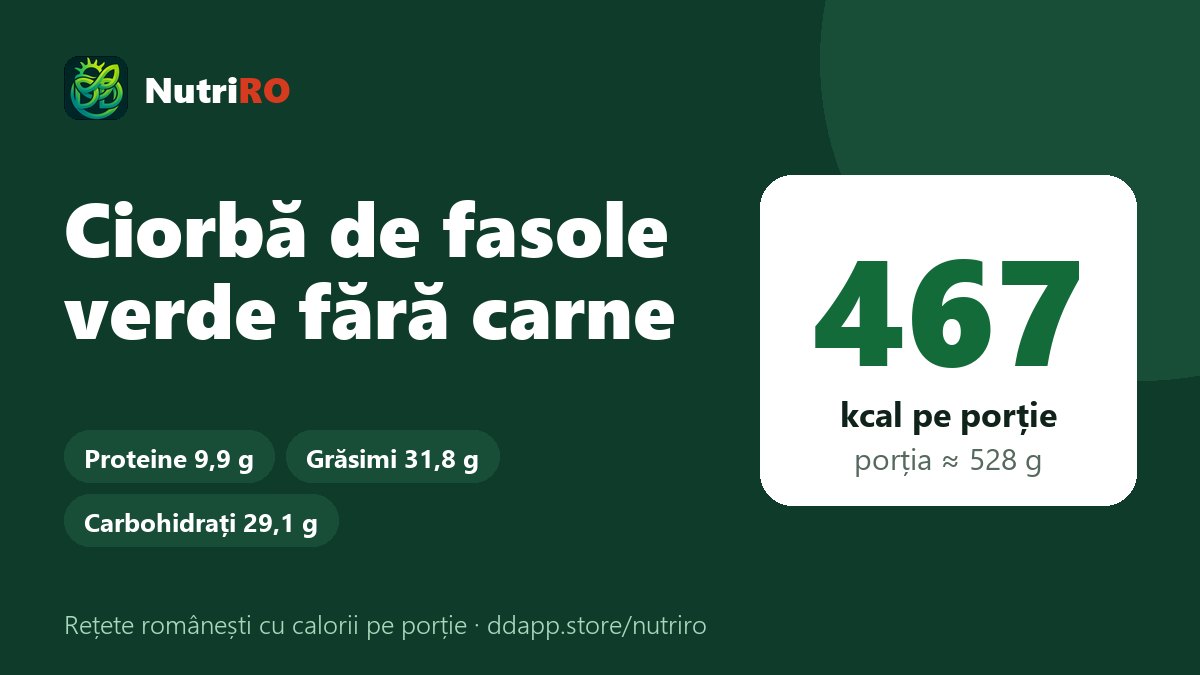 NutriRO
Ciorbă de fasole
verde fără carne
467
kcal pe porție
porția ≈ 528 g
Proteine 9,9 g
Grăsimi 31,8 g
Carbohidrați 29,1 g
Rețete românești cu calorii pe porție · ddapp.store/nutriro